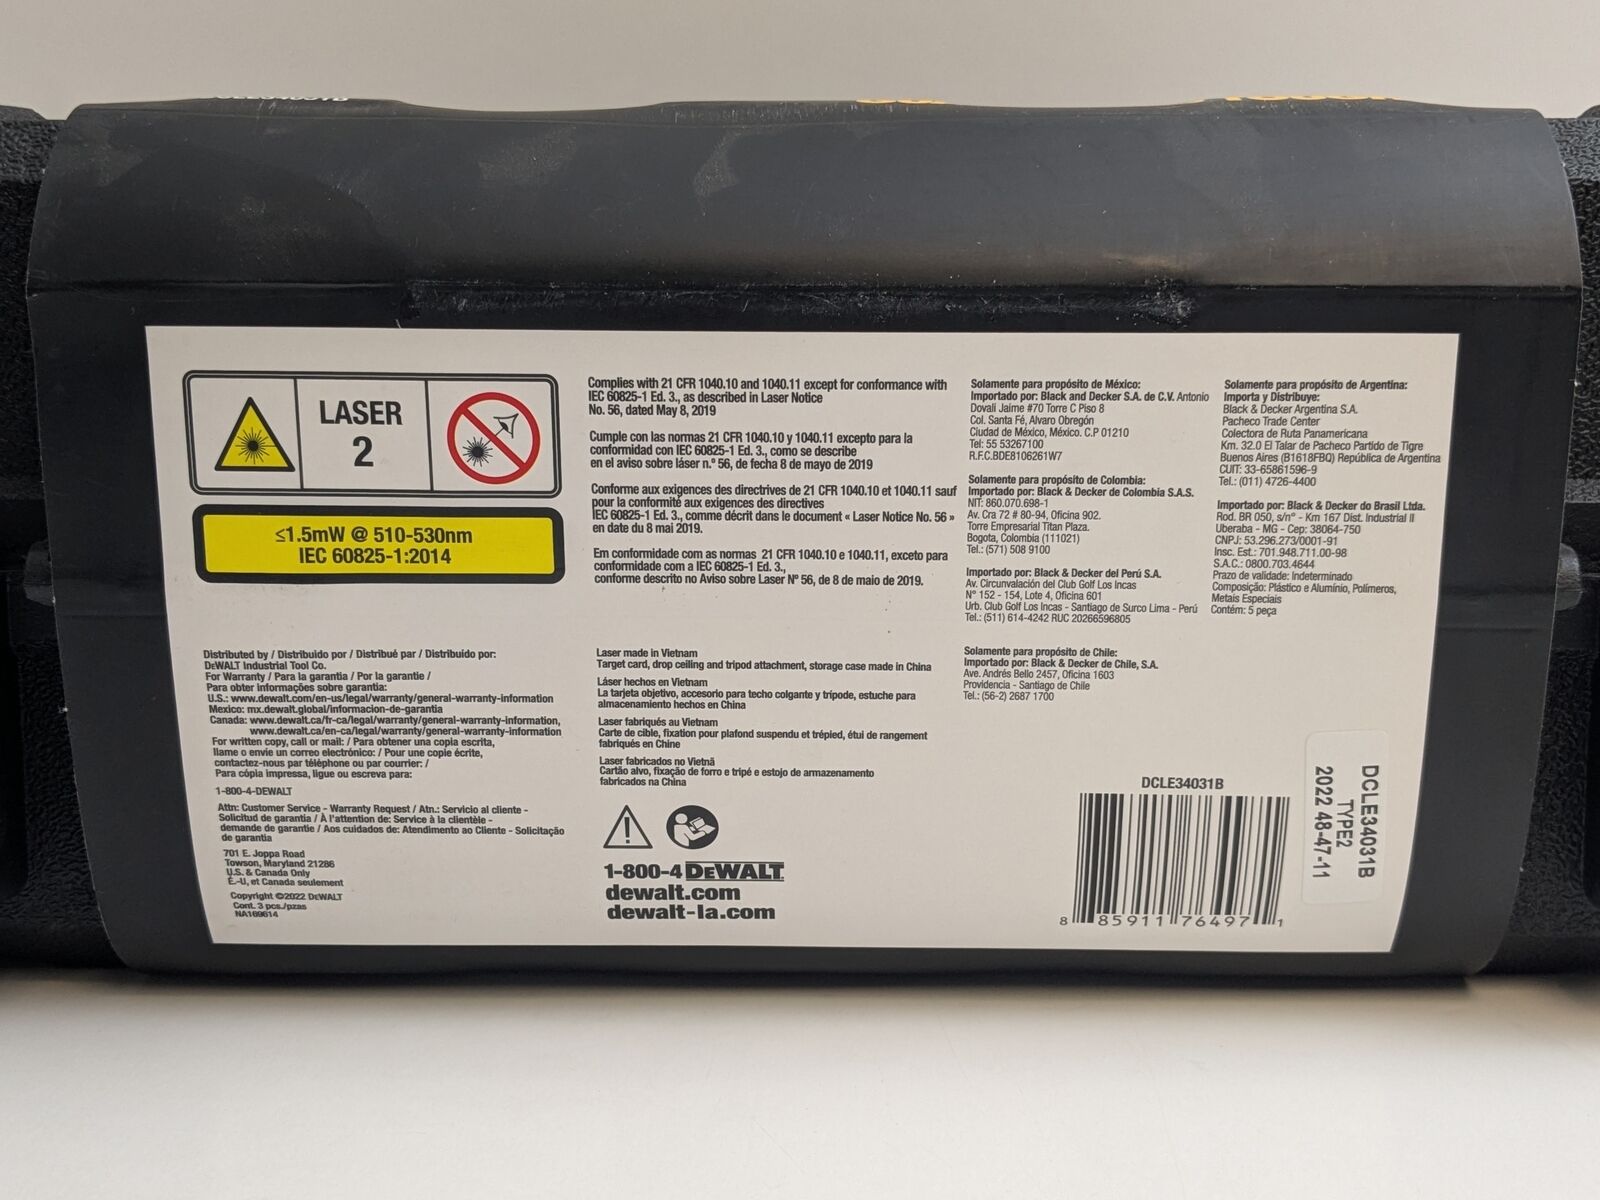 LASER
2
≤1.5mW @ 510-530nm
IEC 60825-1:2014
Complies with 21 CFR 1040.10 and 1040.11 except for conformance with
IEC 60825-1 Ed. 3., as described in Laser Notice
No. 56, dated May 8, 2019
Cumple con las normas 21 CFR 1040.10 y 1040.11 excepto para la
conformidad con IEC 60825-1 Ed. 3., como se describe
en el aviso sobre láser n.º 56, de fecha 8 de mayo de 2019
Conforme aux exigences des directrives de 21 CFR 1040.10 et 1040.11 sauf
pour la conformité aux exigences des directives
IEC 60825-1 Ed. 3., comme décrit dans le document « Laser Notice No. 56 »
en date du 8 mai 2019.
Em conformidade com as normas 21 CFR 1040.10 e 1040.11, exceto para
conformidade com a IEC 60825-1 Ed. 3.,
conforme descrito no Aviso sobre Laser Nº 56, de 8 de maio de 2019.
Solamente para propósito de México:
Importado por: Black and Decker S.A. de C.V. Antonio
Dovali Jaime #70 Torre C Piso 8
Col. Santa Fé, Alvaro Obregón
Ciudad de México, México. C.P 01210
Tel: 55 53267100
R.F.C.BDE8106261W7
Solamente para propósito de Colombia:
Importado por: Black & Decker de Colombia S.A.S.
NIT: 860.070.698-1
Av. Cra 72 # 80-94, Oficina 902.
Torre Empresarial Titan Plaza.
Bogota, Colombia (111021)
Tel.: (571) 508 9100
Importado por: Black & Decker del Perú S.A.
Av. Circunvalación del Club Golf Los Incas
N° 152 - 154, Lote 4, Oficina 601
Urb. Club Golf Los Incas - Santiago de Surco Lima - Perú
Tel.: (511) 614-4242 RUC 20266596805
Solamente para propósito de Chile:
Importado por: Black & Decker de Chile, S.A.
Ave. Andrés Bello 2457, Oficina 1603
Providencia - Santiago de Chile
Tel.: (56-2) 2687 1700
Solamente para propósito de Argentina:
Importa y Distribuye:
Black & Decker Argentina S.A.
Pacheco Trade Center
Colectora de Ruta Panamericana
Km. 32.0 El Talar de Pacheco Partido de Tigre
Buenos Aires (B1618FBQ) República de Argentina
CUIT: 33-65861596-9
Tel.: (011) 4726-4400
Importado por: Black & Decker do Brasil Ltda.
Rod. BR 050, s/nº - Km 167 Dist. Industrial II
Uberaba - MG - Cep: 38064-750
CNPJ: 53.296.273/0001-91
Insc. Est.: 701.948.711.00-98
S.A.C.: 0800.703.4644
Prazo de validade: Indeterminado
Composição: Plástico e Alumínio, Polímeros,
Metais Especiais
Contém: 5 peça
Distributed by / Distribuido por / Distribué par / Distribuído por:
DeWALT Industrial Tool Co.
For Warranty / Para la garantía / Por la garantie /
Para obter informações sobre garantia:
U.S.: www.dewalt.com/en-us/legal/warranty/general-warranty-information
Mexico: mx.dewalt.global/informacion-de-garantia
Canada: www.dewalt.ca/fr-ca/legal/warranty/general-warranty-information,
www.dewalt.ca/en-ca/legal/warranty/general-warranty-information
For written copy, call or mail: / Para obtener una copia escrita,
llame o envíe un correo electrónico: / Pour une copie écrite,
contactez-nous par téléphone ou par courrier: /
Para cópia impressa, ligue ou escreva para:
1-800-4-DEWALT
Attn: Customer Service - Warranty Request / Atn.: Servicio al cliente -
Solicitud de garantía / À l'attention de: Service à la clientèle -
demande de garantie / Aos cuidados de: Atendimento ao Cliente - Solicitação
de garantia
701 E. Joppa Road
Towson, Maryland 21286
U.S. & Canada Only
É.-U, et Canada seulement
Copyright ©2022 DeWALT
Cont. 3 pcs./pzas
NA169614
Laser made in Vietnam
Target card, drop ceiling and tripod attachment, storage case made in China
Láser hechos en Vietnam
La tarjeta objetivo, accesorio para techo colgante y trípode, estuche para
almacenamiento hechos en China
Laser fabriqués au Vietnam
Carte de cible, fixation pour plafond suspendu et trépied, étui de rangement
fabriqués en Chine
Laser fabricados no Vietnã
Cartão alvo, fixação de forro e tripé e estojo de armazenamento
fabricados na China
1-800-4 DeWALT
dewalt.com
dewalt-la.com
DCLE34031B
8 85911 76497 1
DCLE34031B
TYPE2
2022 48-47-11